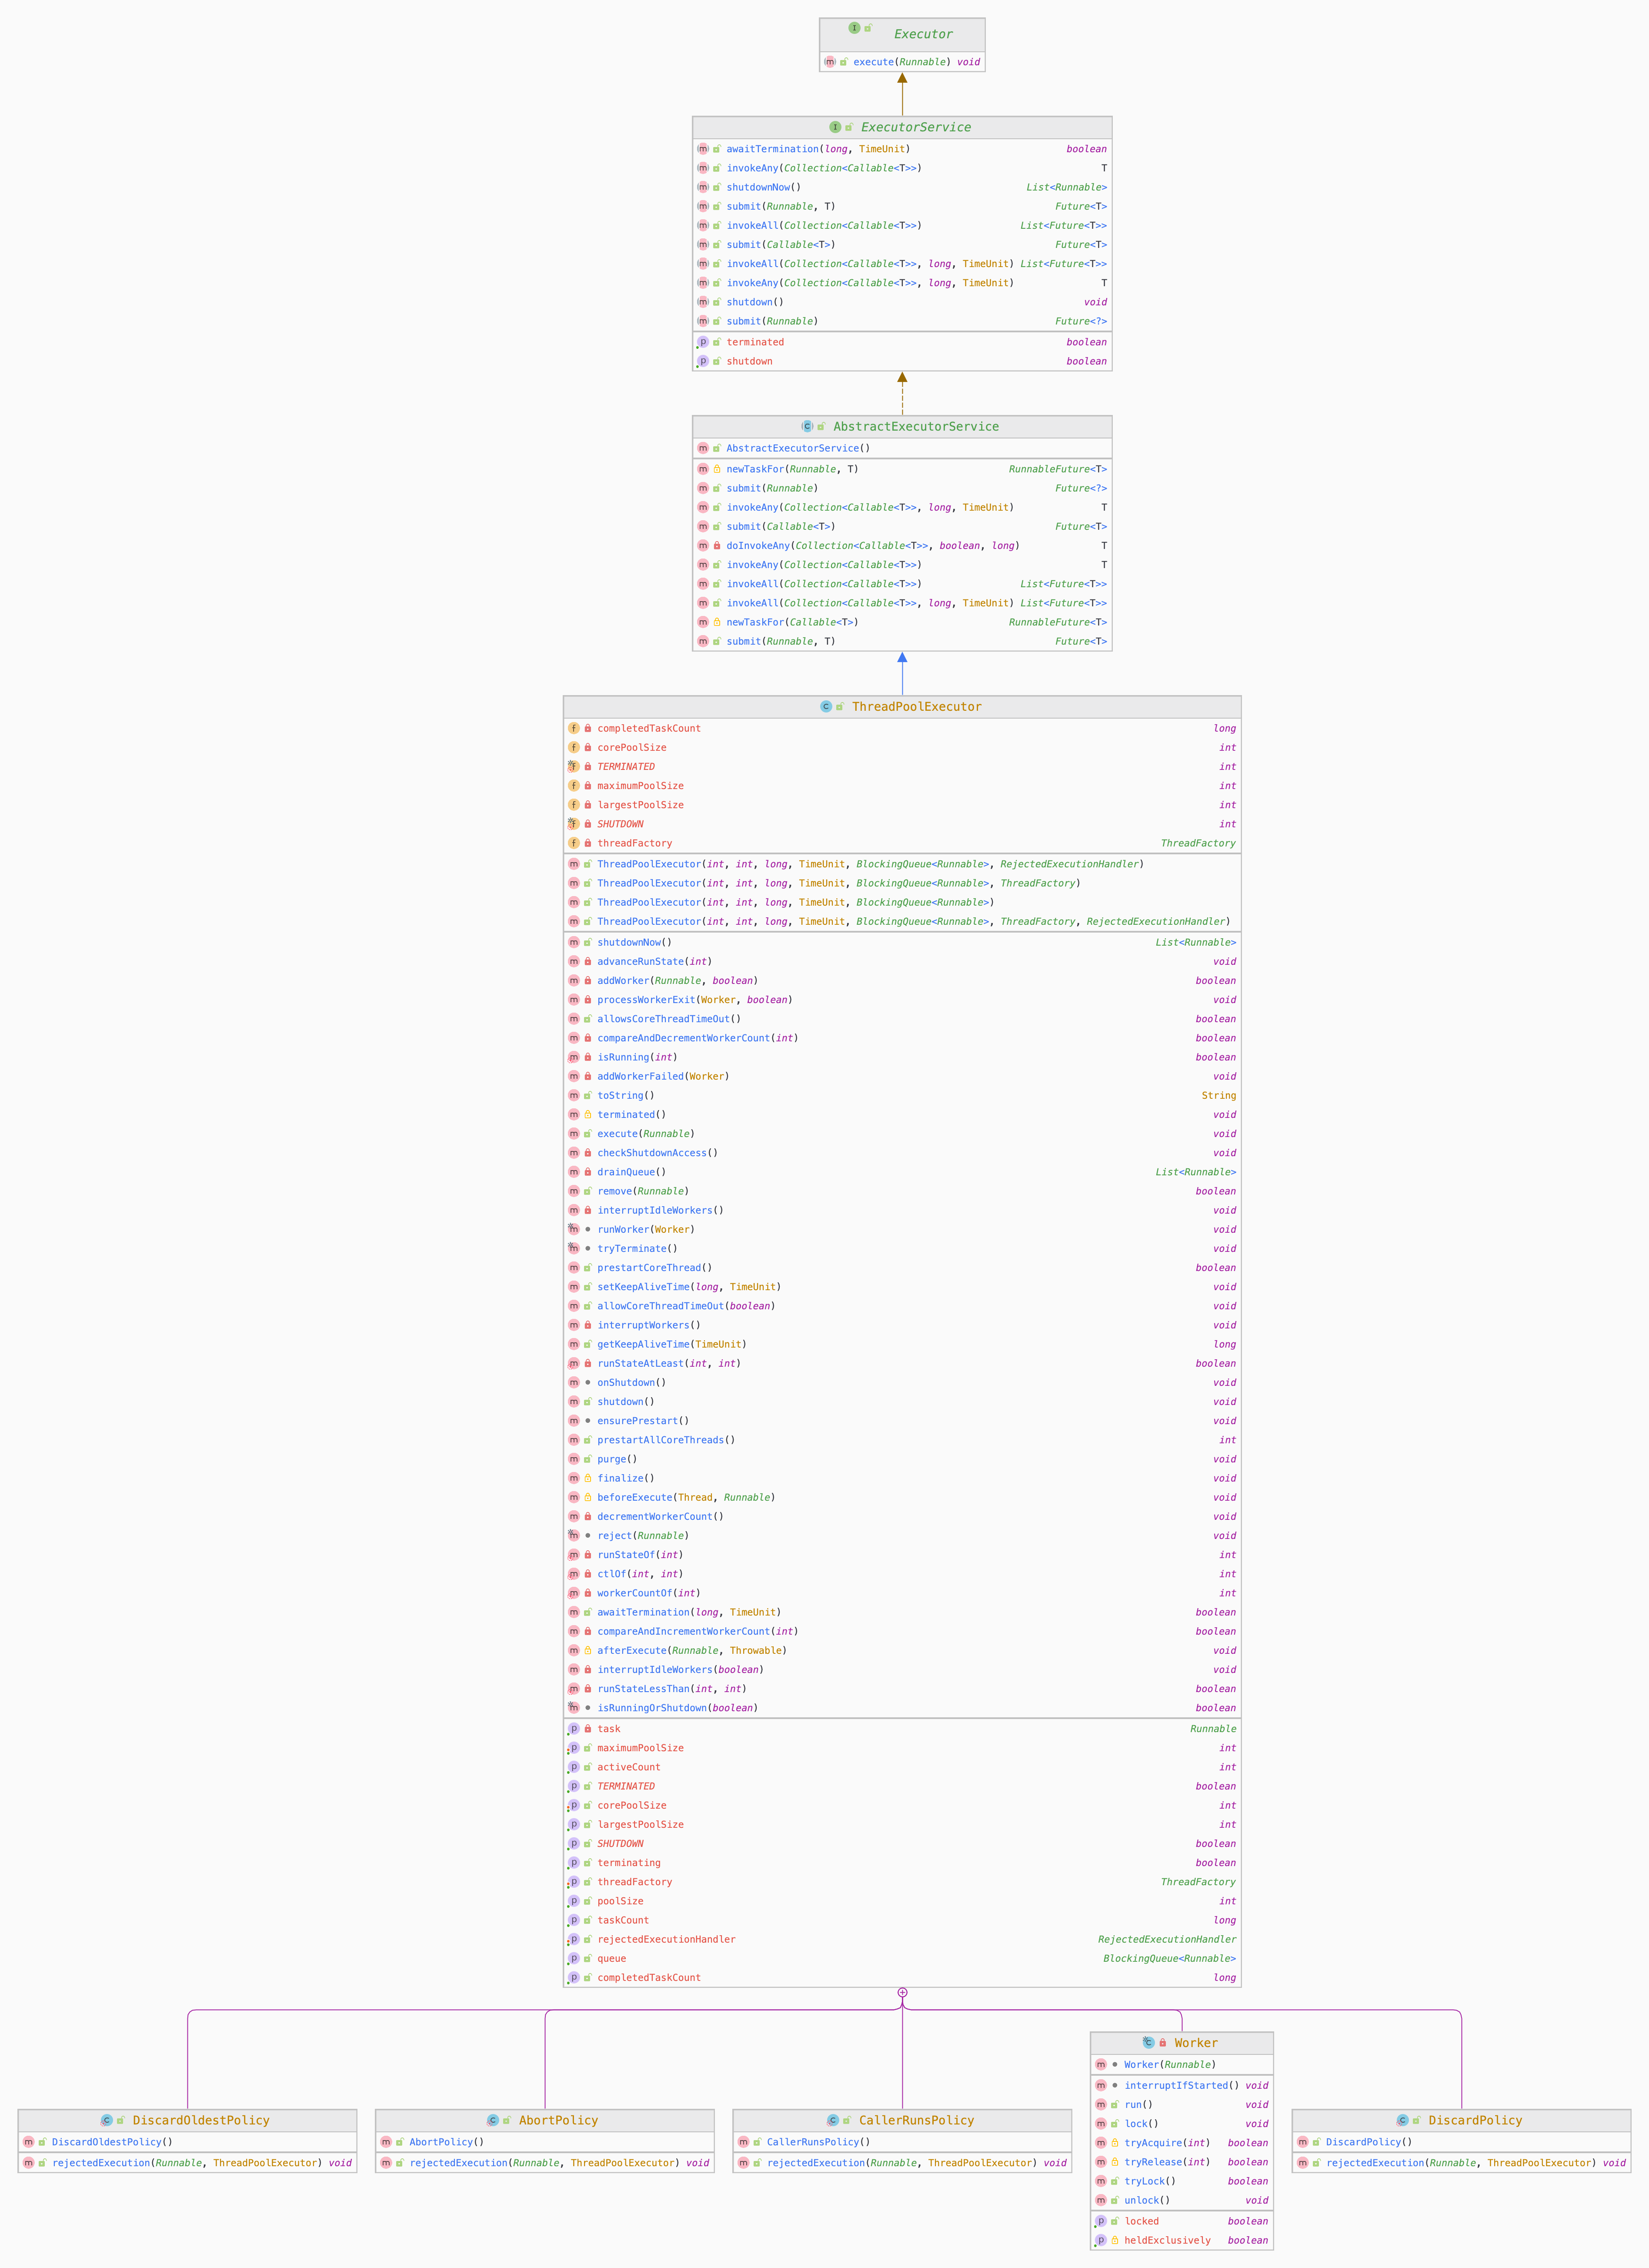 Executor
execute(Runnable) void
ExecutorService
awaitTermination(long, TimeUnit) boolean
invokeAny(Collection<Callable<T>>) T
shutdownNow() List<Runnable>
submit(Runnable, T) Future<T>
invokeAll(Collection<Callable<T>>) List<Future<T>>
submit(Callable<T>) Future<T>
invokeAll(Collection<Callable<T>>, long, TimeUnit) List<Future<T>>
invokeAny(Collection<Callable<T>>, long, TimeUnit) T
shutdown() void
submit(Runnable) Future<?>
terminated boolean
shutdown boolean
AbstractExecutorService
AbstractExecutorService()
newTaskFor(Runnable, T) RunnableFuture<T>
submit(Runnable) Future<?>
invokeAny(Collection<Callable<T>>, long, TimeUnit) T
submit(Callable<T>) Future<T>
doInvokeAny(Collection<Callable<T>>, boolean, long) T
invokeAny(Collection<Callable<T>>) T
invokeAll(Collection<Callable<T>>) List<Future<T>>
invokeAll(Collection<Callable<T>>, long, TimeUnit) List<Future<T>>
newTaskFor(Callable<T>) RunnableFuture<T>
submit(Runnable, T) Future<T>
ThreadPoolExecutor
completedTaskCount long
corePoolSize int
TERMINATED int
maximumPoolSize int
largestPoolSize int
SHUTDOWN int
threadFactory ThreadFactory
ThreadPoolExecutor(int, int, long, TimeUnit, BlockingQueue<Runnable>, RejectedExecutionHandler)
ThreadPoolExecutor(int, int, long, TimeUnit, BlockingQueue<Runnable>, ThreadFactory)
ThreadPoolExecutor(int, int, long, TimeUnit, BlockingQueue<Runnable>)
ThreadPoolExecutor(int, int, long, TimeUnit, BlockingQueue<Runnable>, ThreadFactory, RejectedExecutionHandler)
shutdownNow() List<Runnable>
advanceRunState(int) void
addWorker(Runnable, boolean) boolean
processWorkerExit(Worker, boolean) void
allowsCoreThreadTimeOut() boolean
compareAndDecrementWorkerCount(int) boolean
isRunning(int) boolean
addWorkerFailed(Worker) void
toString() String
terminated() void
execute(Runnable) void
checkShutdownAccess() void
drainQueue() List<Runnable>
remove(Runnable) boolean
interruptIdleWorkers() void
runWorker(Worker) void
tryTerminate() void
prestartCoreThread() boolean
setKeepAliveTime(long, TimeUnit) void
allowCoreThreadTimeOut(boolean) void
interruptWorkers() void
getKeepAliveTime(TimeUnit) long
runStateAtLeast(int, int) boolean
onShutdown() void
shutdown() void
ensurePrestart() void
prestartAllCoreThreads() int
purge() void
finalize() void
beforeExecute(Thread, Runnable) void
decrementWorkerCount() void
reject(Runnable) void
runStateOf(int) int
ctlOf(int, int) int
workerCountOf(int) int
awaitTermination(long, TimeUnit) boolean
compareAndIncrementWorkerCount(int) boolean
afterExecute(Runnable, Throwable) void
interruptIdleWorkers(boolean) void
runStateLessThan(int, int) boolean
isRunningOrShutdown(boolean) boolean
task Runnable
maximumPoolSize int
activeCount int
TERMINATED boolean
corePoolSize int
largestPoolSize int
SHUTDOWN boolean
terminating boolean
threadFactory ThreadFactory
poolSize int
taskCount long
rejectedExecutionHandler RejectedExecutionHandler
queue BlockingQueue<Runnable>
completedTaskCount long
DiscardOldestPolicy
DiscardOldestPolicy()
rejectedExecution(Runnable, ThreadPoolExecutor) void
AbortPolicy
AbortPolicy()
rejectedExecution(Runnable, ThreadPoolExecutor) void
CallerRunsPolicy
CallerRunsPolicy()
rejectedExecution(Runnable, ThreadPoolExecutor) void
Worker
Worker(Runnable)
interruptIfStarted() void
run() void
lock() void
tryAcquire(int) boolean
tryRelease(int) boolean
tryLock() boolean
unlock() void
locked boolean
heldExclusively boolean
DiscardPolicy
DiscardPolicy()
rejectedExecution(Runnable, ThreadPoolExecutor) void